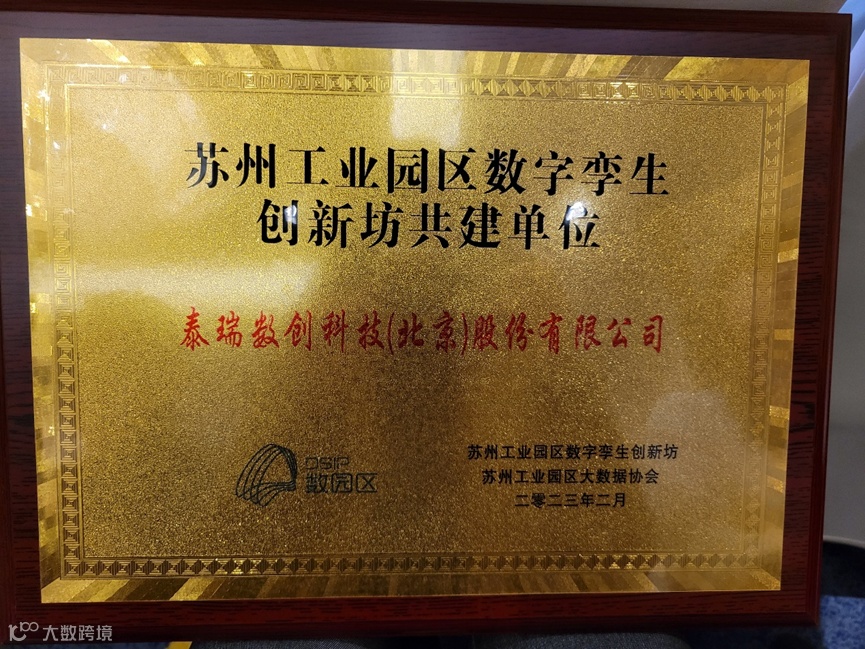 苏州工业园区数字孪生
创新坊共建单位
泰瑞数创科技(北京)股份有限公司
DSIP
数园区
苏州工业园区数字孪生创新坊
苏州工业园区大数据协会
二零二三年二月
大数跨境